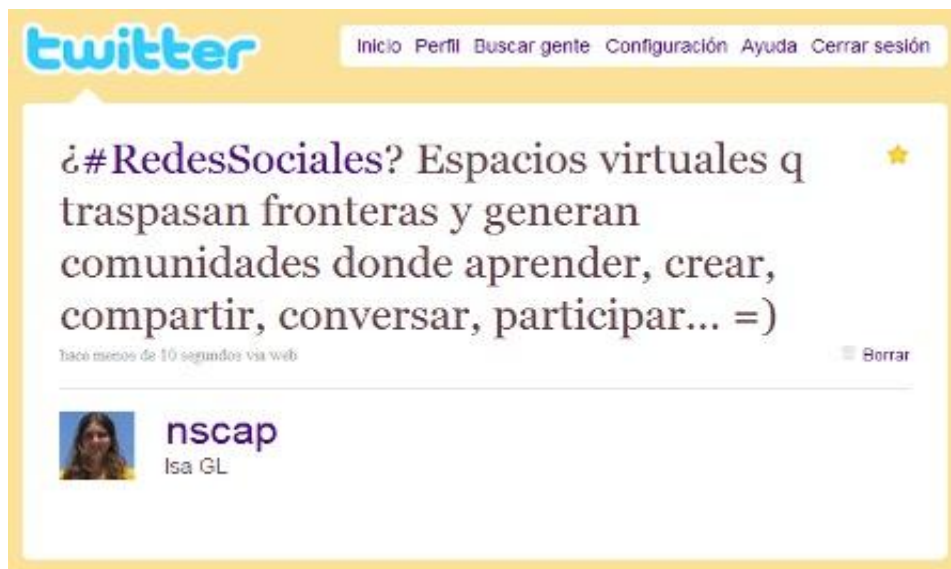 twitter
Inicio Perfil Buscar gente Configuración Ayuda Cerrar sesión
¿#RedesSociales? Espacios virtuales q
traspasan fronteras y generan
comunidades donde aprender, crear,
compartir, conversar, participar... =)
hace menos de 10 segundos via web
Borrar
nscap
Isa GL